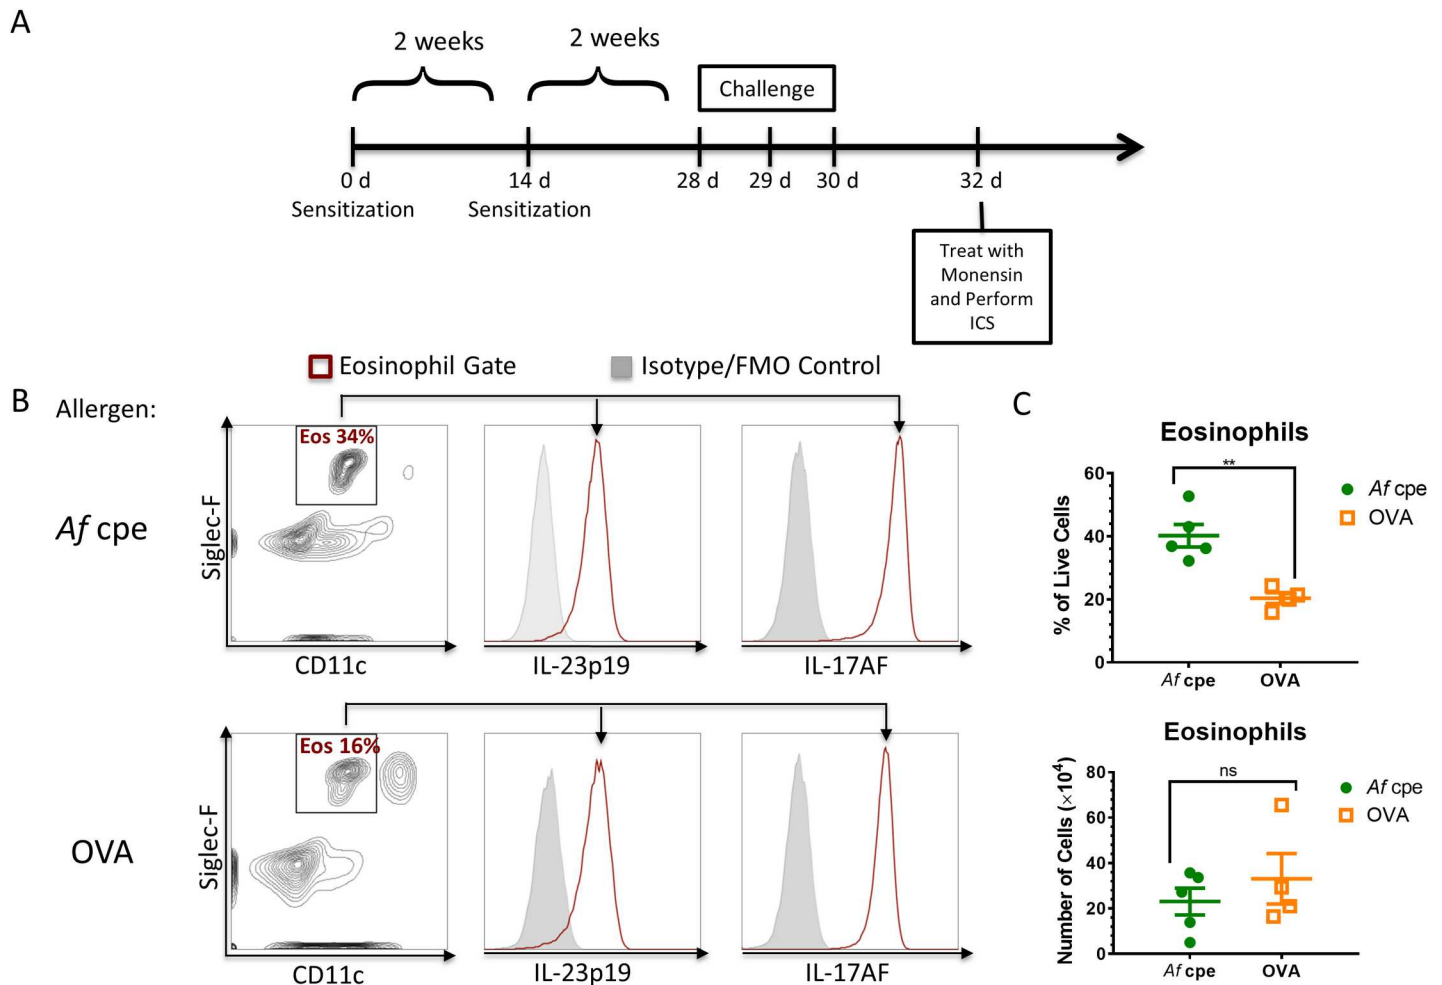 A
2 weeks
2 weeks
Challenge
0 d
14 d
28 d
29 d
30 d
32 d
Sensitization
Sensitization
Treat with
Monensin
and Perform
ICS
Eosinophil Gate
Isotype/FMO Control
B
Allergen:
Af cpe
Eos 34%
Siglec-F
CD11c
IL-23p19
IL-17AF
OVA
Eos 16%
Siglec-F
CD11c
IL-23p19
IL-17AF
C
Eosinophils
% of Live Cells
60
40
20
0
**
Af cpe
OVA
Af cpe
OVA
Eosinophils
Number of Cells (×10⁴)
80
60
40
20
0
ns
Af cpe
OVA
Af cpe
OVA